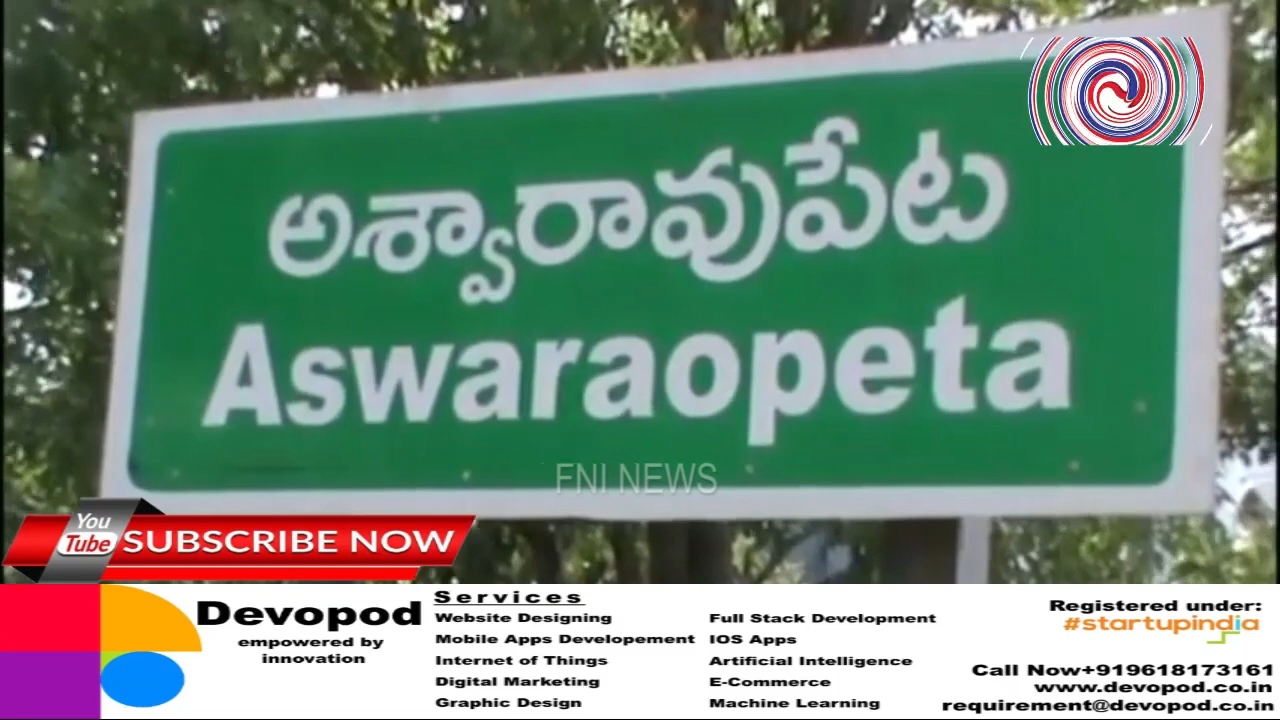 అశ్వారావుపేట
Aswaraopeta
FNI NEWS
You
Tube
SUBSCRIBE NOW
Devopod
empowered by
innovation
Services
Website Designing
Mobile Apps Developement
Internet of Things
Digital Marketing
Graphic Design
Full Stack Development
IOS Apps
Artificial Intelligence
E-Commerce
Machine Learning
Registered under:
#startupindia
Call Now+919618173161
www.devopod.co.in
requirement@devopod.co.in